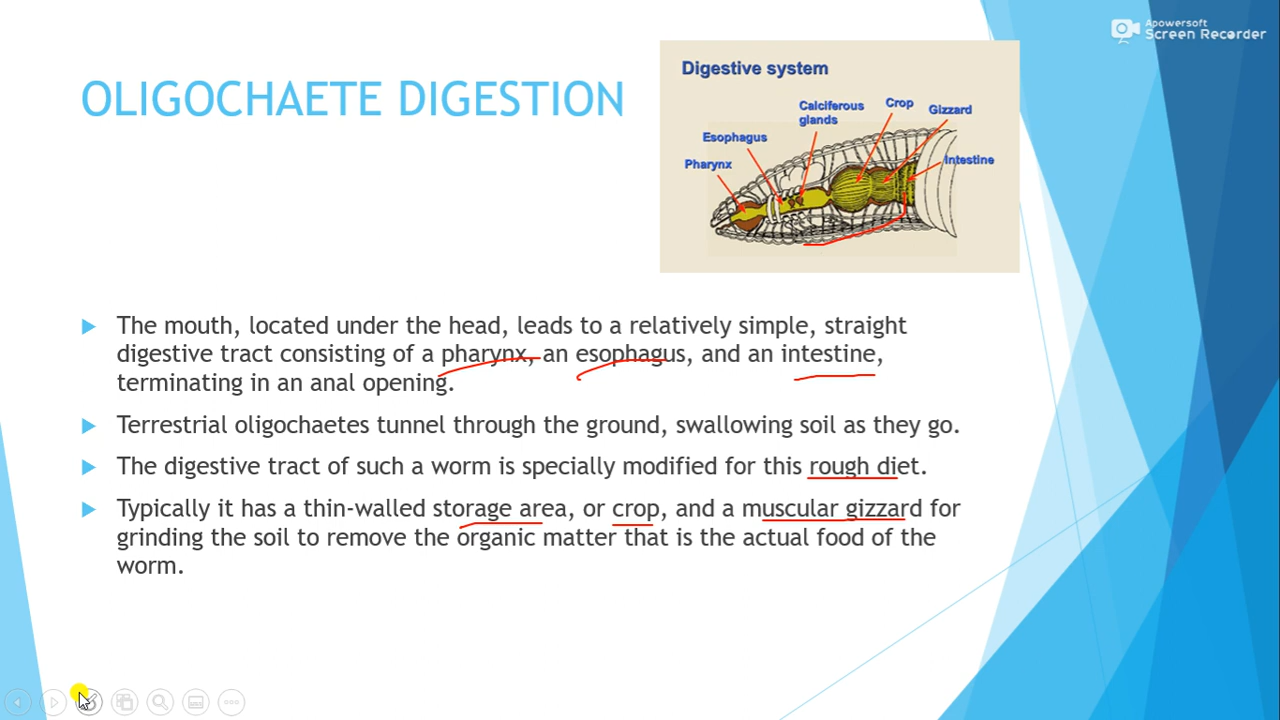 Apowersoft
Screen Recorder
OLIGOCHAETE DIGESTION
Digestive system
Calciferous
glands
Crop
Gizzard
Esophagus
Pharynx
Intestine
The mouth, located under the head, leads to a relatively simple, straight
digestive tract consisting of a pharynx, an esophagus, and an intestine,
terminating in an anal opening.
Terrestrial oligochaetes tunnel through the ground, swallowing soil as they go.
The digestive tract of such a worm is specially modified for this rough diet.
Typically it has a thin-walled storage area, or crop, and a muscular gizzard for
grinding the soil to remove the organic matter that is the actual food of the
worm.